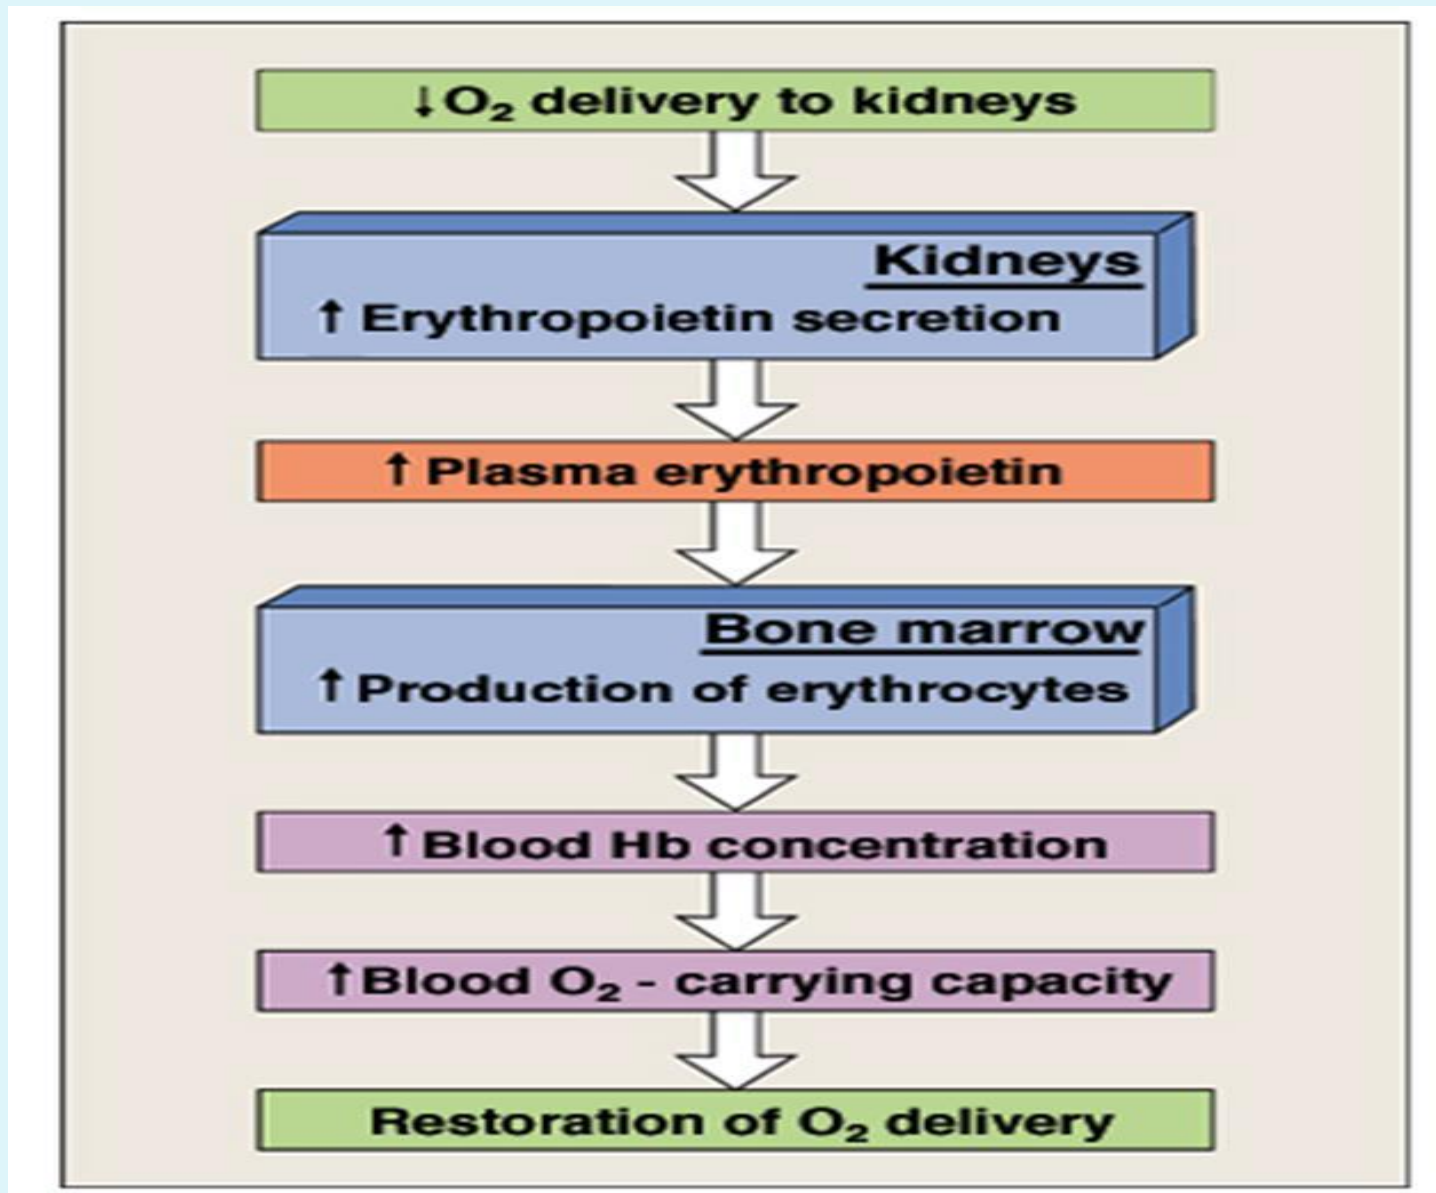 ↓O₂ delivery to kidneys
Kidneys
↑ Erythropoietin secretion
↑ Plasma erythropoietin
Bone marrow
↑ Production of erythrocytes
↑ Blood Hb concentration
↑ Blood O₂ - carrying capacity
Restoration of O₂ delivery